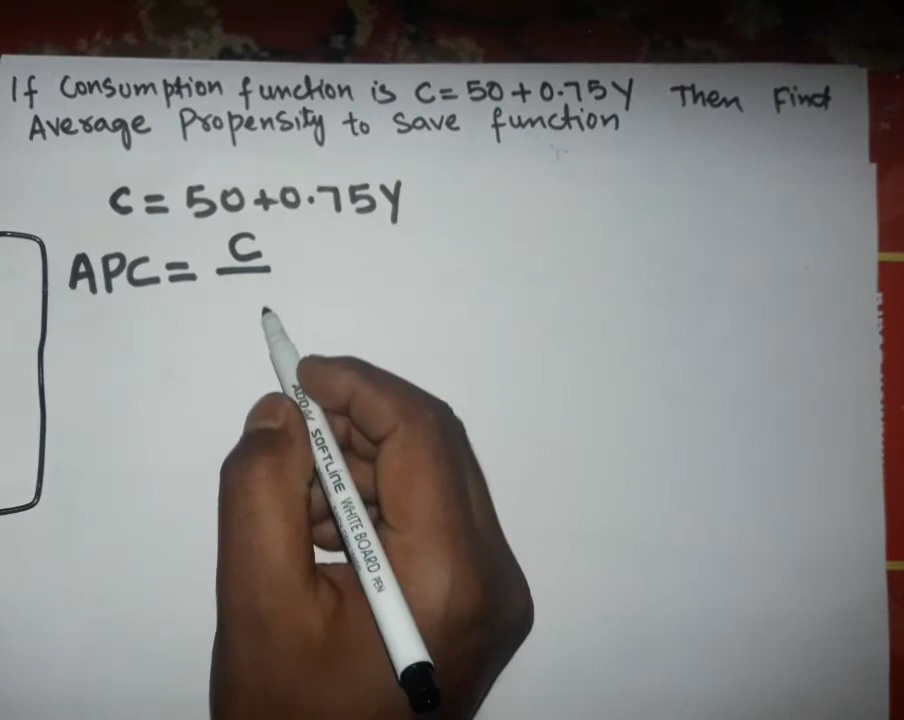 If Consumption function is C= 50+0.75Y Then Find
Average Propensity to Save function
C= 50+0.75Y
APC= C
SOFTLINE WHITE BOARD PEN